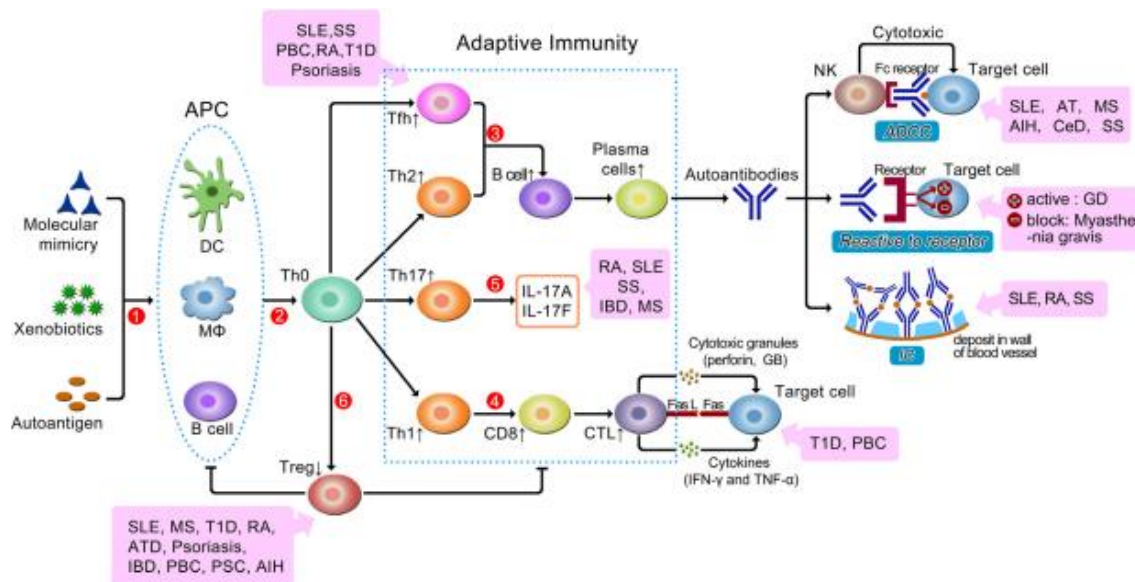 SLE,SS
PBC,RA,T1D
Psoriasis
Adaptive Immunity
Cytotoxic
NK
Fc receptor
Target cell
ADCC
SLE, AT, MS
AIH, CeD, SS
APC
Tfh↑
3
Th2↑
B cell↑
Plasma
cells↑
Autoantibodies
Receptor
Target cell
Reactive to receptor
active : GD
block: Myasthe
-nia gravis
Molecular
mimicry
DC
Xenobiotics
1
MΦ
2
Th0
Th17↑
5
IL-17A
IL-17F
RA, SLE
SS,
IBD, MS
SLE, RA, SS
deposit in wall
of blood vessel
IC
Autoantigen
B cell
6
Th1↑
4
CD8↑
CTL↑
Cytotoxic granules
(perforin, GB)
Target cell
Fas L
Fas
Cytokines
(IFN-γ and TNF-α)
T1D, PBC
Treg↓
SLE, MS, T1D, RA,
ATD, Psoriasis,
IBD, PBC, PSC, AIH